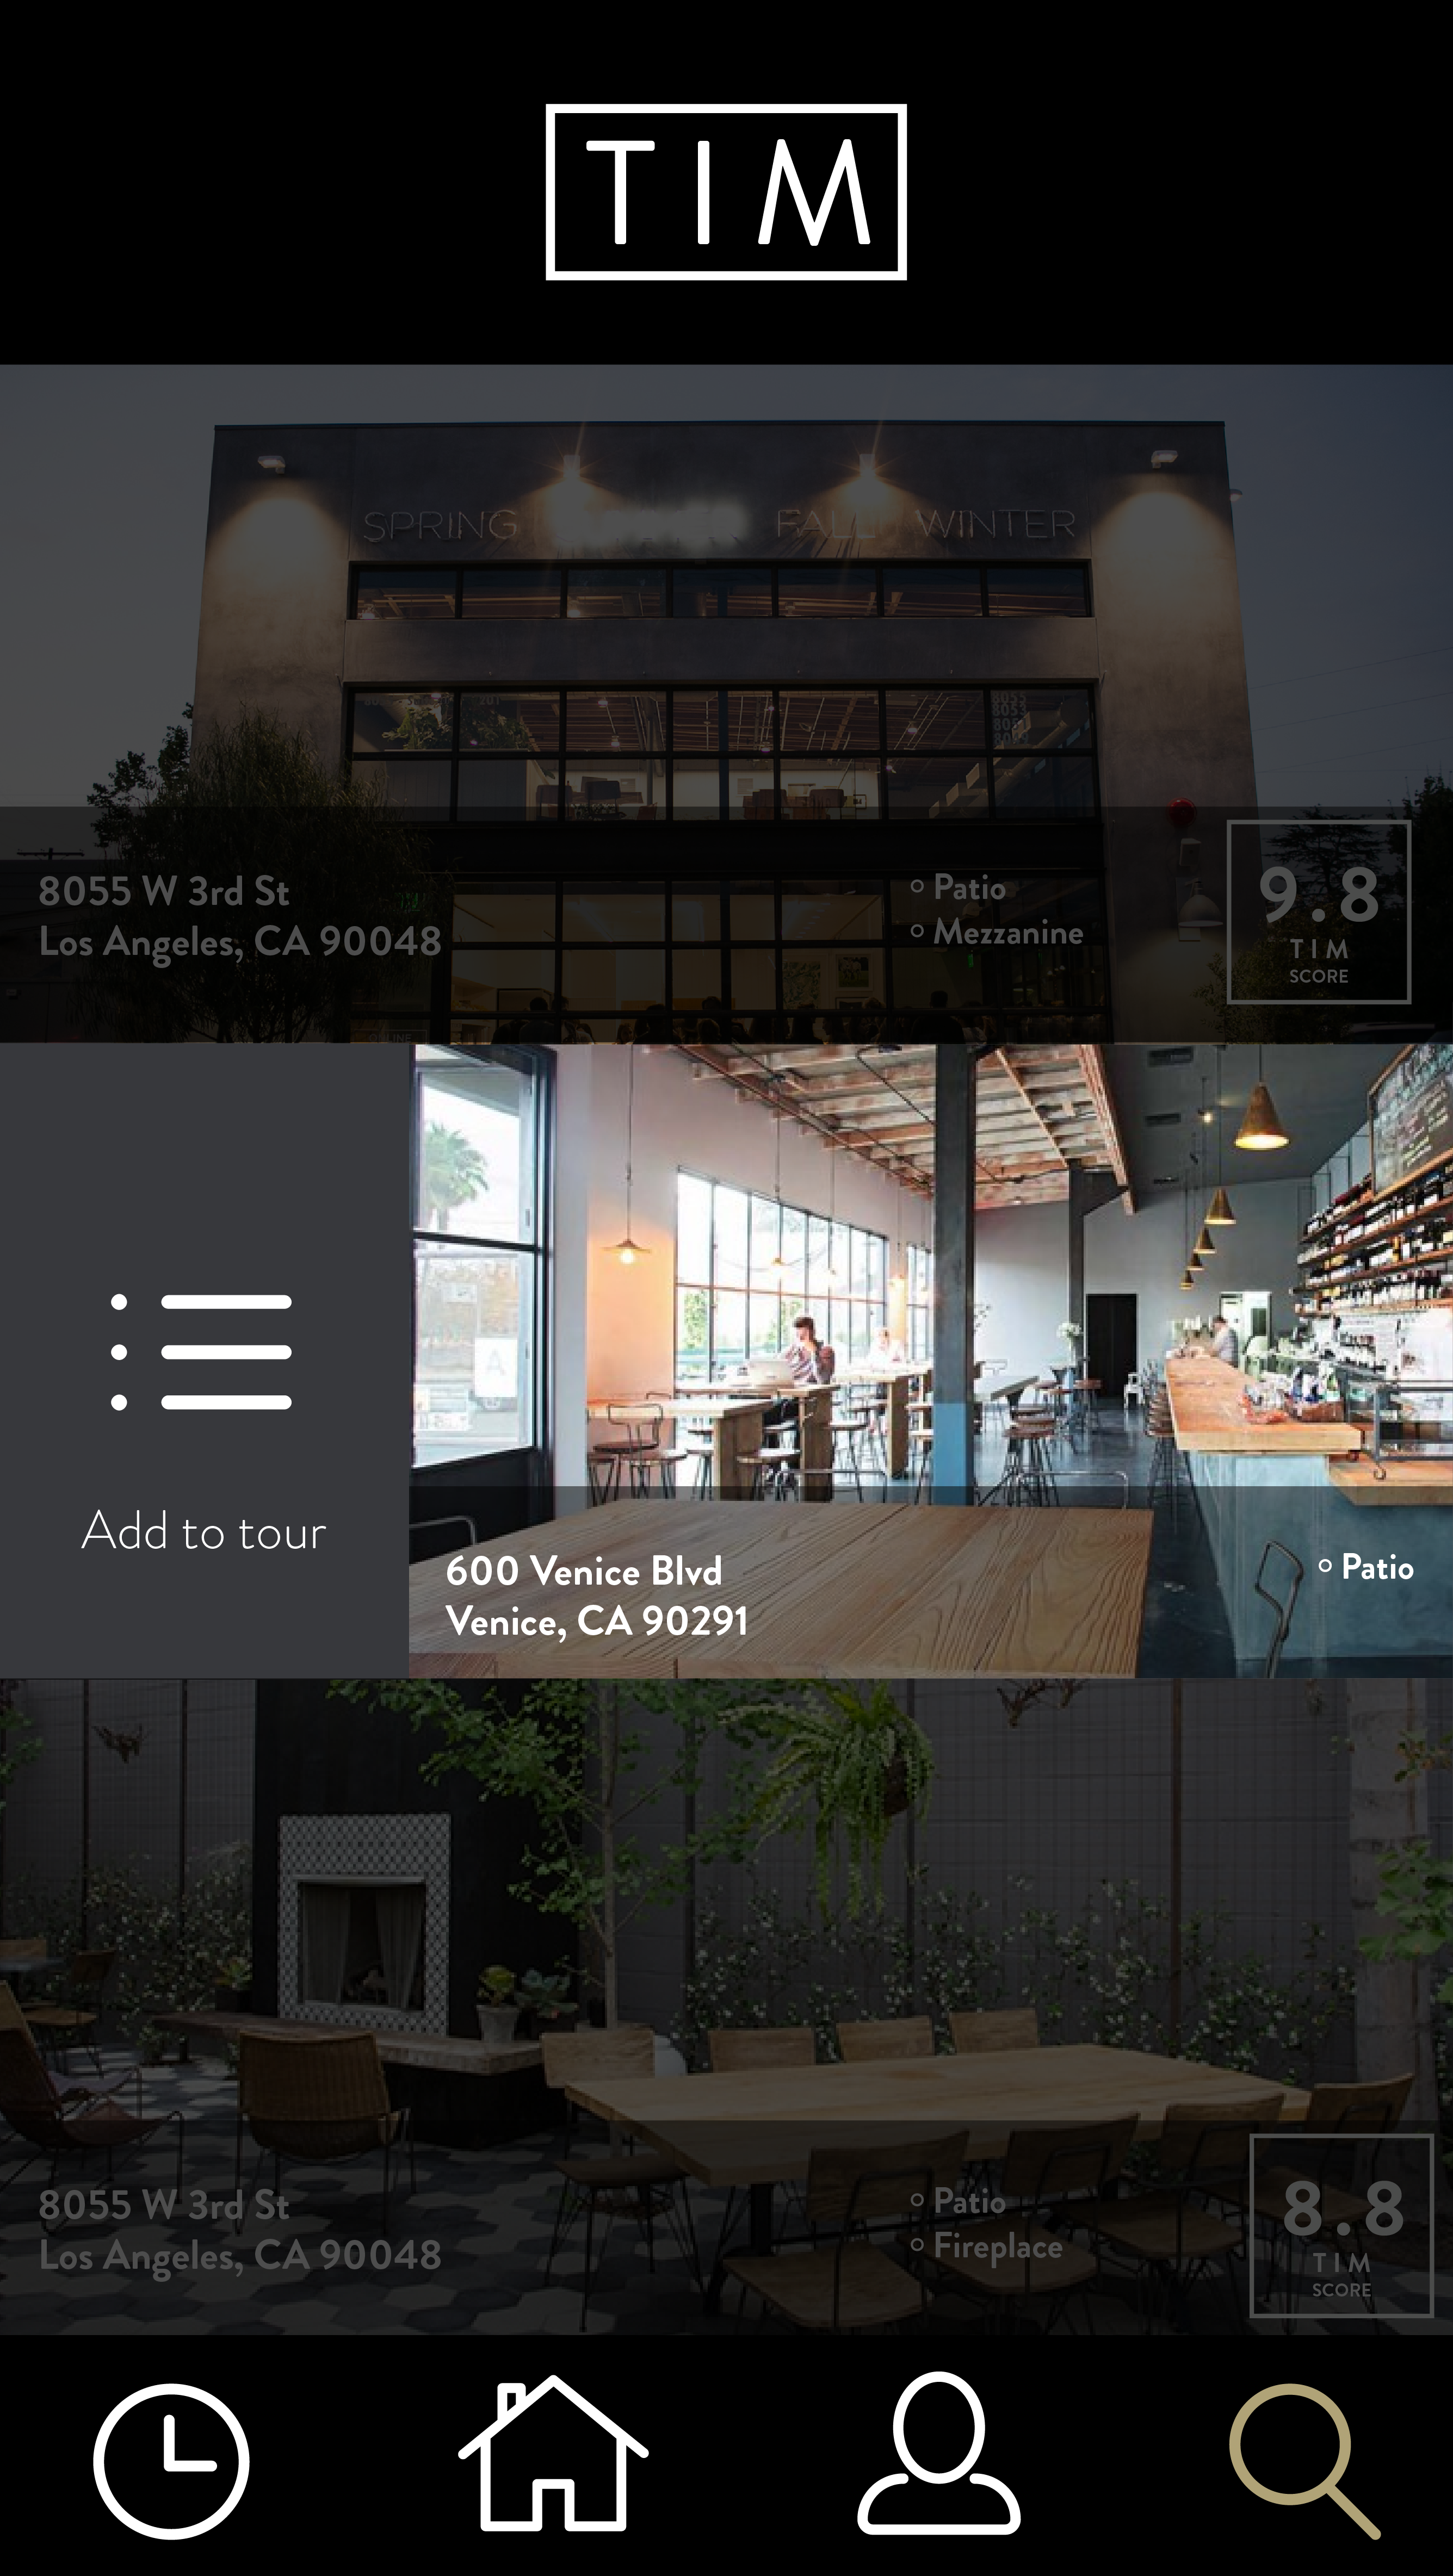 TIM
SPRING FALL WINTER
8055 W 3rd St
Los Angeles, CA 90048
Patio
Mezzanine
9.8
TIM
SCORE
Add to tour
600 Venice Blvd
Venice, CA 90291
Patio
8055 W 3rd St
Los Angeles, CA 90048
Patio
Fireplace
8.8
TIM
SCORE